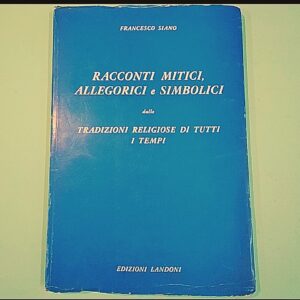 FRANCESCO SIANO
RACCONTI MITICI,
ALLEGORICI e SIMBOLICI
dalle
TRADIZIONI RELIGIOSE DI TUTTI
I TEMPI
EDIZIONI LANDONI